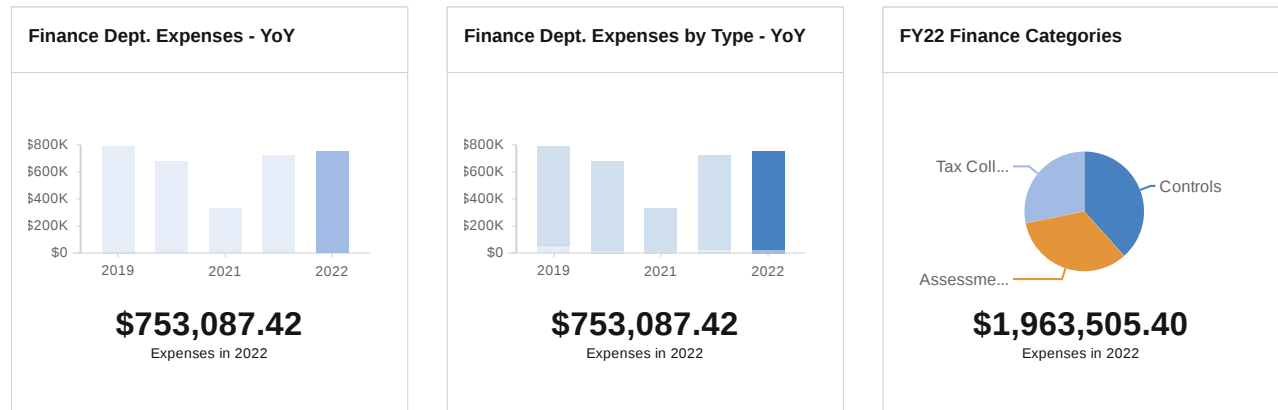 Finance Dept. Expenses - YoY
$800K
$600K
$400K
$200K
$0
2019
2021
2022
$753,087.42
Expenses in 2022
Finance Dept. Expenses by Type - YoY
$800K
$600K
$400K
$200K
$0
2019
2021
2022
$753,087.42
Expenses in 2022
FY22 Finance Categories
Tax Coll...
Controls
Assessme...
$1,963,505.40
Expenses in 2022